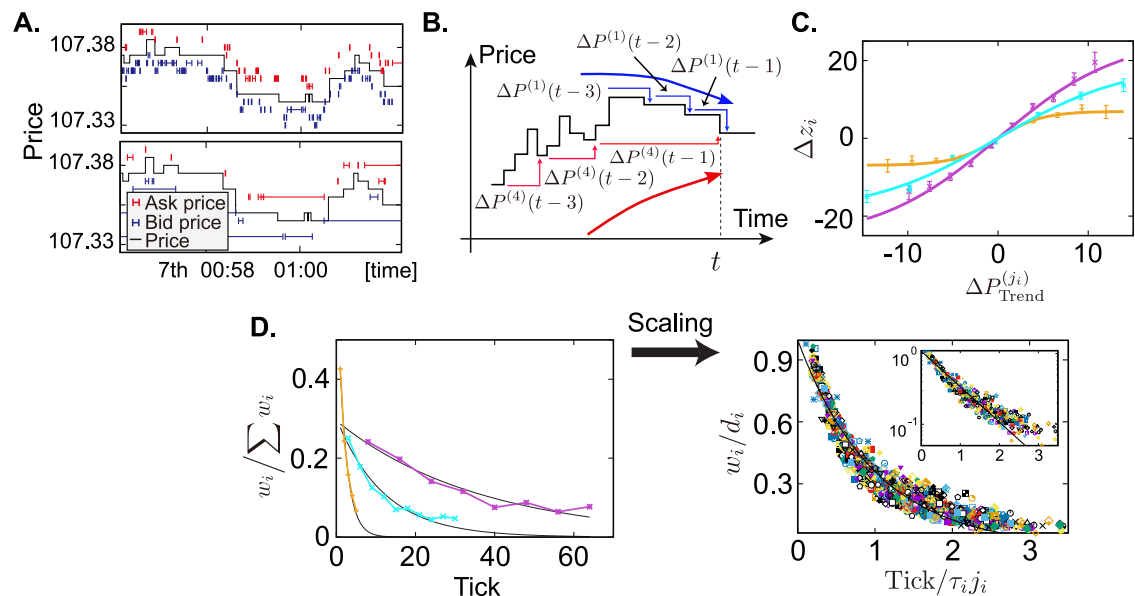 A.
107.38
107.33
107.38
107.33
Price
Ask price
Bid price
Price
7th 00:58 01:00 [time]
B.
Price
ΔP^(1)(t − 2)
ΔP^(1)(t − 1)
ΔP^(1)(t − 3)
ΔP^(4)(t − 1)
ΔP^(4)(t − 2)
ΔP^(4)(t − 3)
Time
t
C.
20
0
-20
Δz_i
-10 0 10
ΔP_Trend^(j_i)
D.
0.4
0.2
0
w_i/∑w_i
0 20 40 60
Tick
Scaling
0.9
0.6
0.3
w_i/d_i
0 1 2 3
Tick/τ_i j_i
10^0
10^-1
0 1 2 3